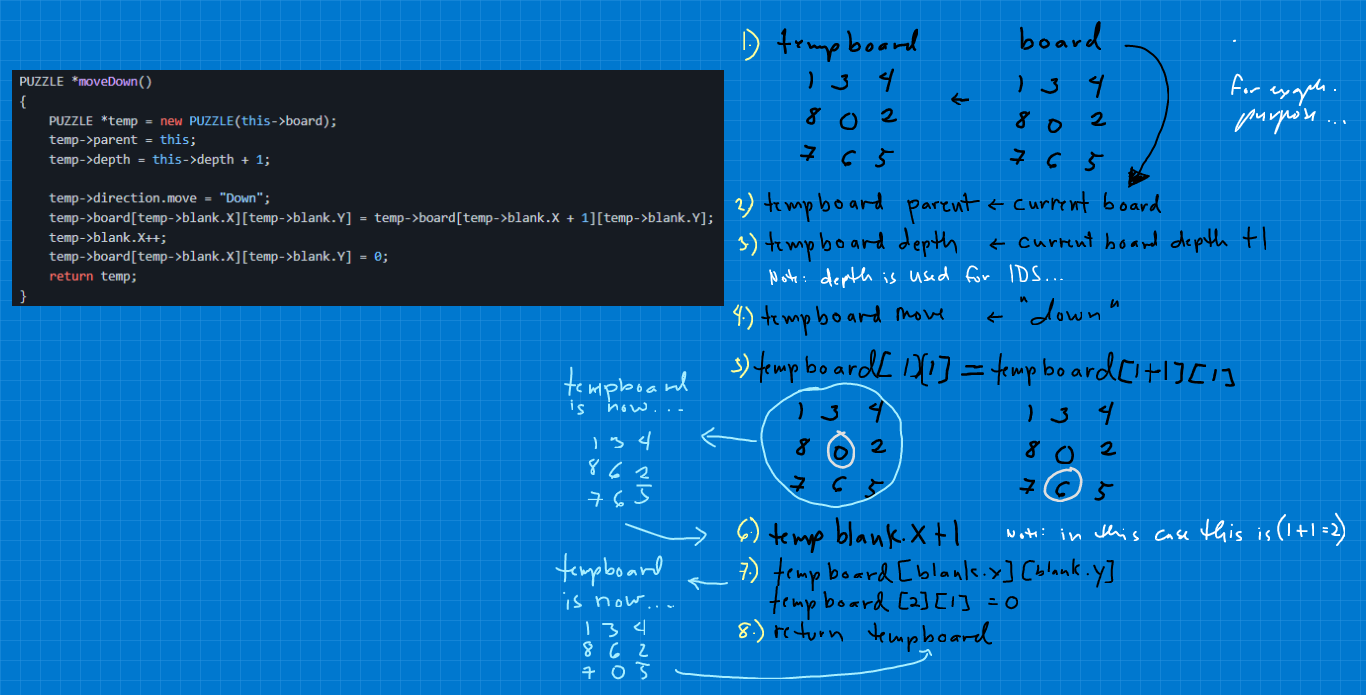 PUZZLE *moveDown()
{
PUZZLE *temp = new PUZZLE(this->board);
temp->parent = this;
temp->depth = this->depth + 1;
temp->direction.move = "Down";
temp->board[temp->blank.X][temp->blank.Y] = temp->board[temp->blank.X + 1][temp->blank.Y];
temp->blank.X++;
temp->board[temp->blank.X][temp->blank.Y] = 0;
return temp;
}
1.) tempboard board
1 3 4 ← 1 3 4
8 0 2 8 0 2
7 6 5 7 6 5
For
purpose...
2.) tempboard parent ← current board
3.) tempboard depth ← current board depth +1
Note: depth is used for IDS...
4.) tempboard move ← "down"
5.) tempboard[1][1] = tempboard[1+1][1]
1 3 4 1 3 4
8 0 2 8 0 2
7 6 5 7 6 5
tempboard
is now...
1 3 4
8 6 2
7 6 5
6.) temp blank.X+1 Note: in this case this is (1+1=2)
7.) tempboard[blank.x][blank.y]
tempboard[2][1] = 0
tempboard
is now...
1 3 4
8 6 2
7 0 5
8.) return tempboard